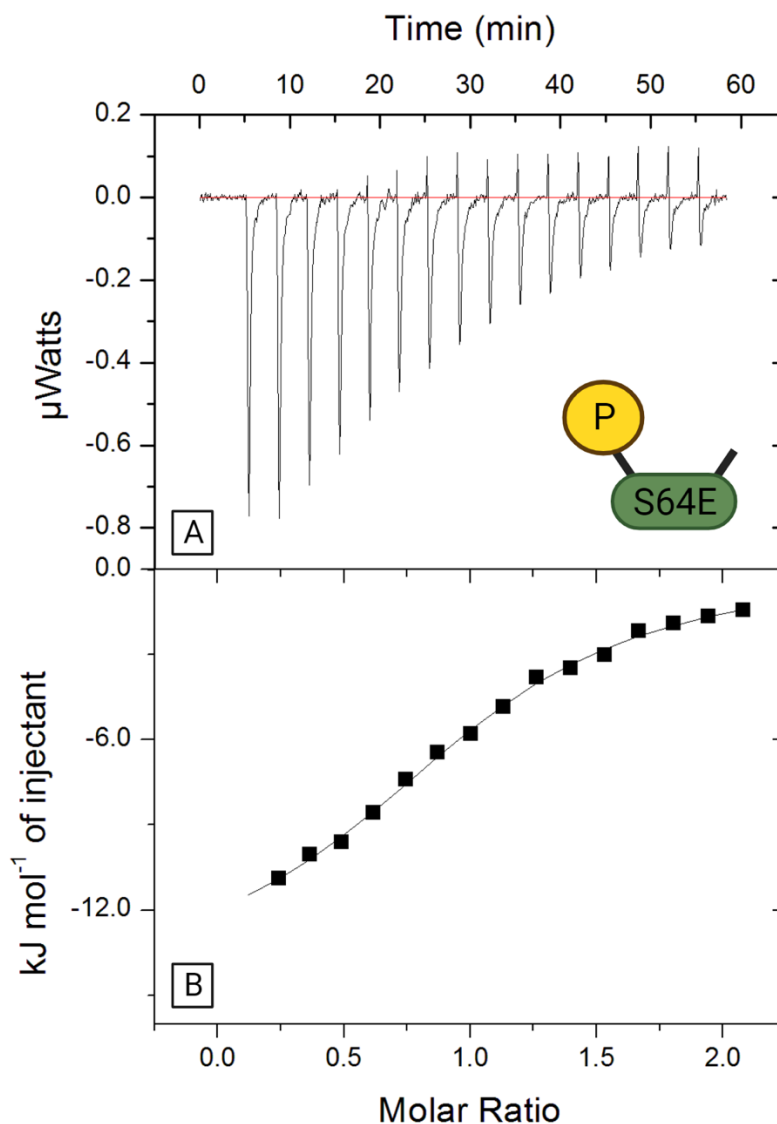 Time (min)
0 10 20 30 40 50 60
0.2
0.0
-0.2
-0.4
-0.6
-0.8
µWatts
P
S64E
A
0.0
-6.0
-12.0
kJ mol⁻¹ of injectant
B
0.0 0.5 1.0 1.5 2.0
Molar Ratio